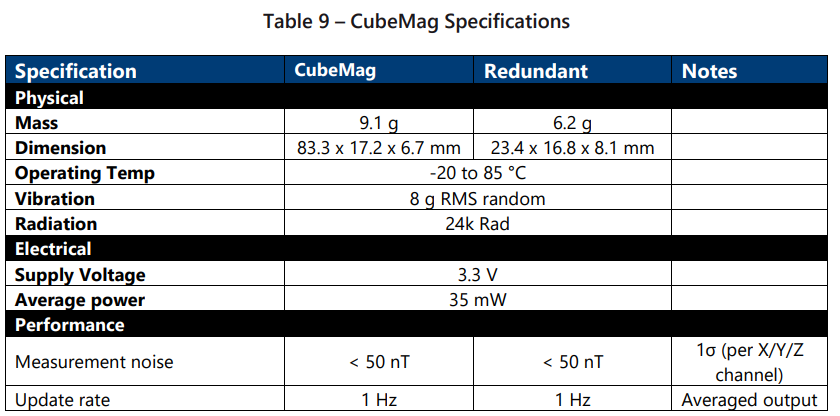 Table 9 – CubeMag Specifications
Specification CubeMag Redundant Notes
Physical
Mass 9.1 g 6.2 g
Dimension 83.3 x 17.2 x 6.7 mm 23.4 x 16.8 x 8.1 mm
Operating Temp -20 to 85 °C
Vibration 8 g RMS random
Radiation 24k Rad
Electrical
Supply Voltage 3.3 V
Average power 35 mW
Performance
Measurement noise < 50 nT < 50 nT 1σ (per X/Y/Z
channel)
Update rate 1 Hz 1 Hz Averaged output